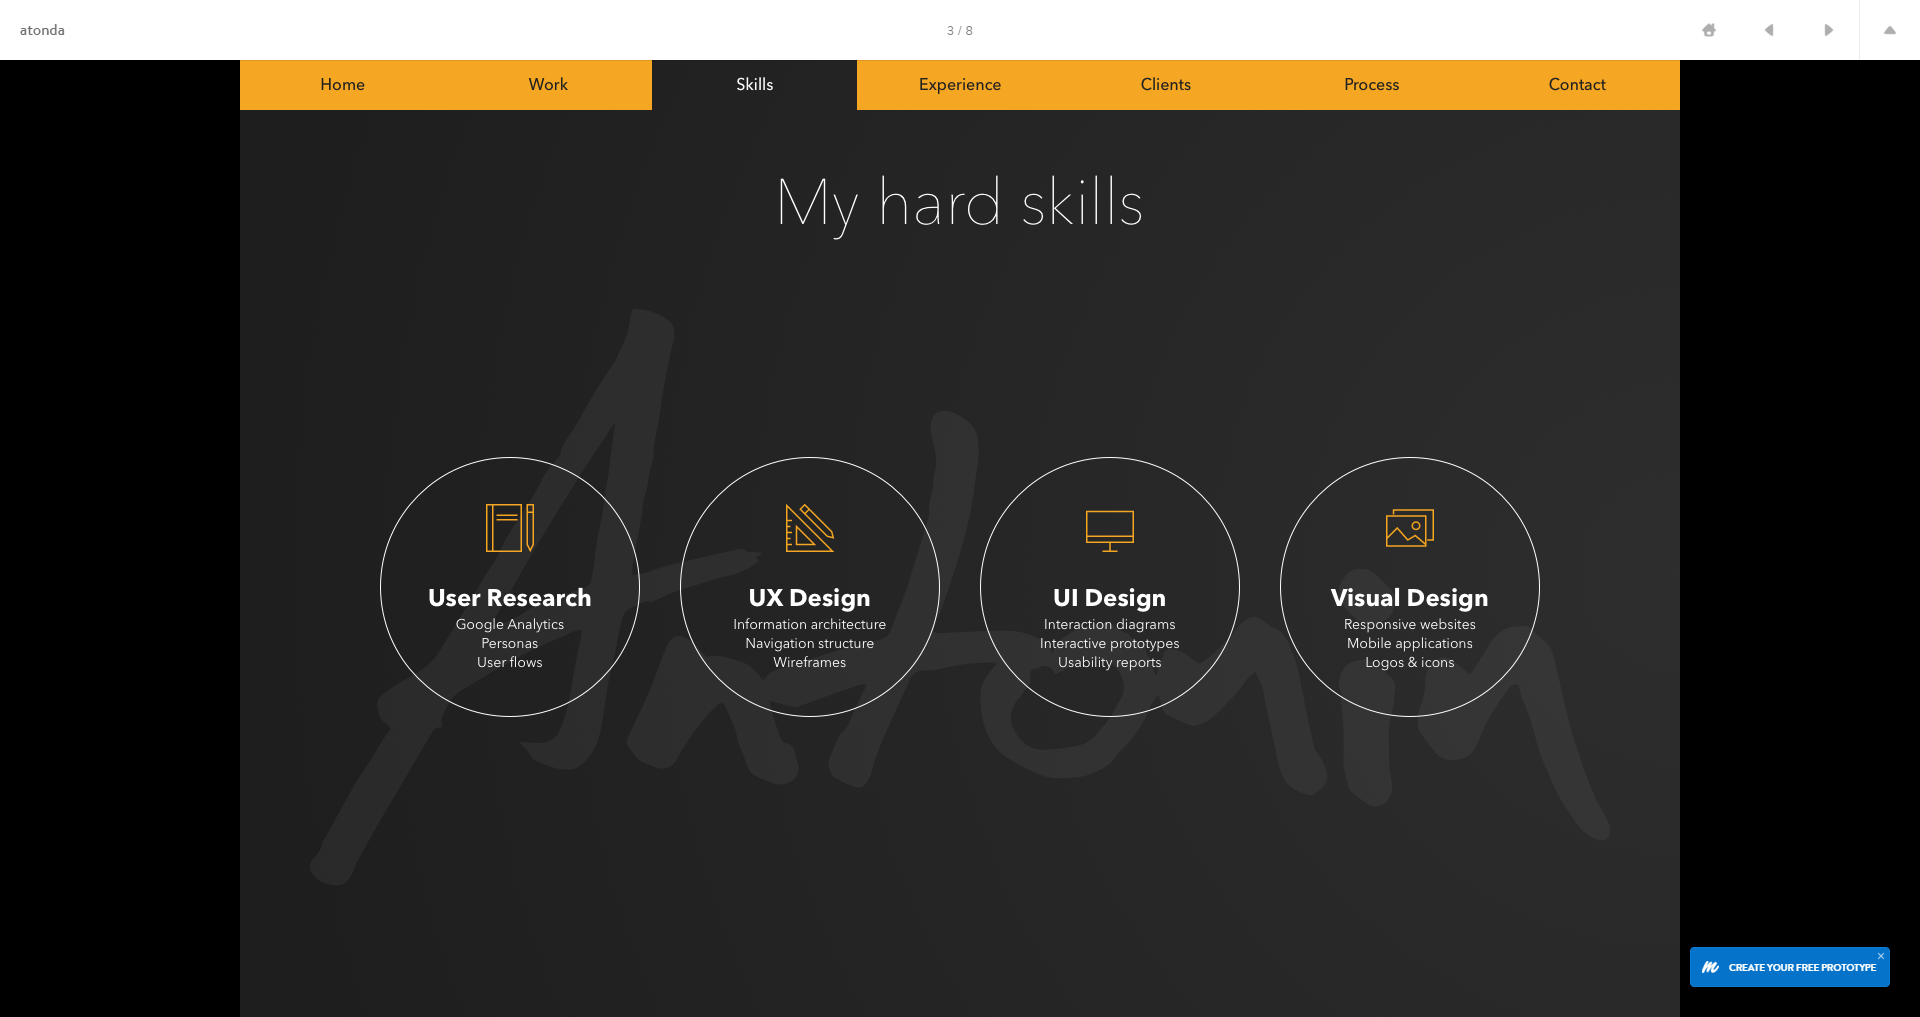 atonda
3 / 8
Home
Work
Skills
Experience
Clients
Process
Contact
My hard skills
Antonin
User Research
Google Analytics
Personas
User flows
UX Design
Information architecture
Navigation structure
Wireframes
UI Design
Interaction diagrams
Interactive prototypes
Usability reports
Visual Design
Responsive websites
Mobile applications
Logos & icons
CREATE YOUR FREE PROTOTYPE